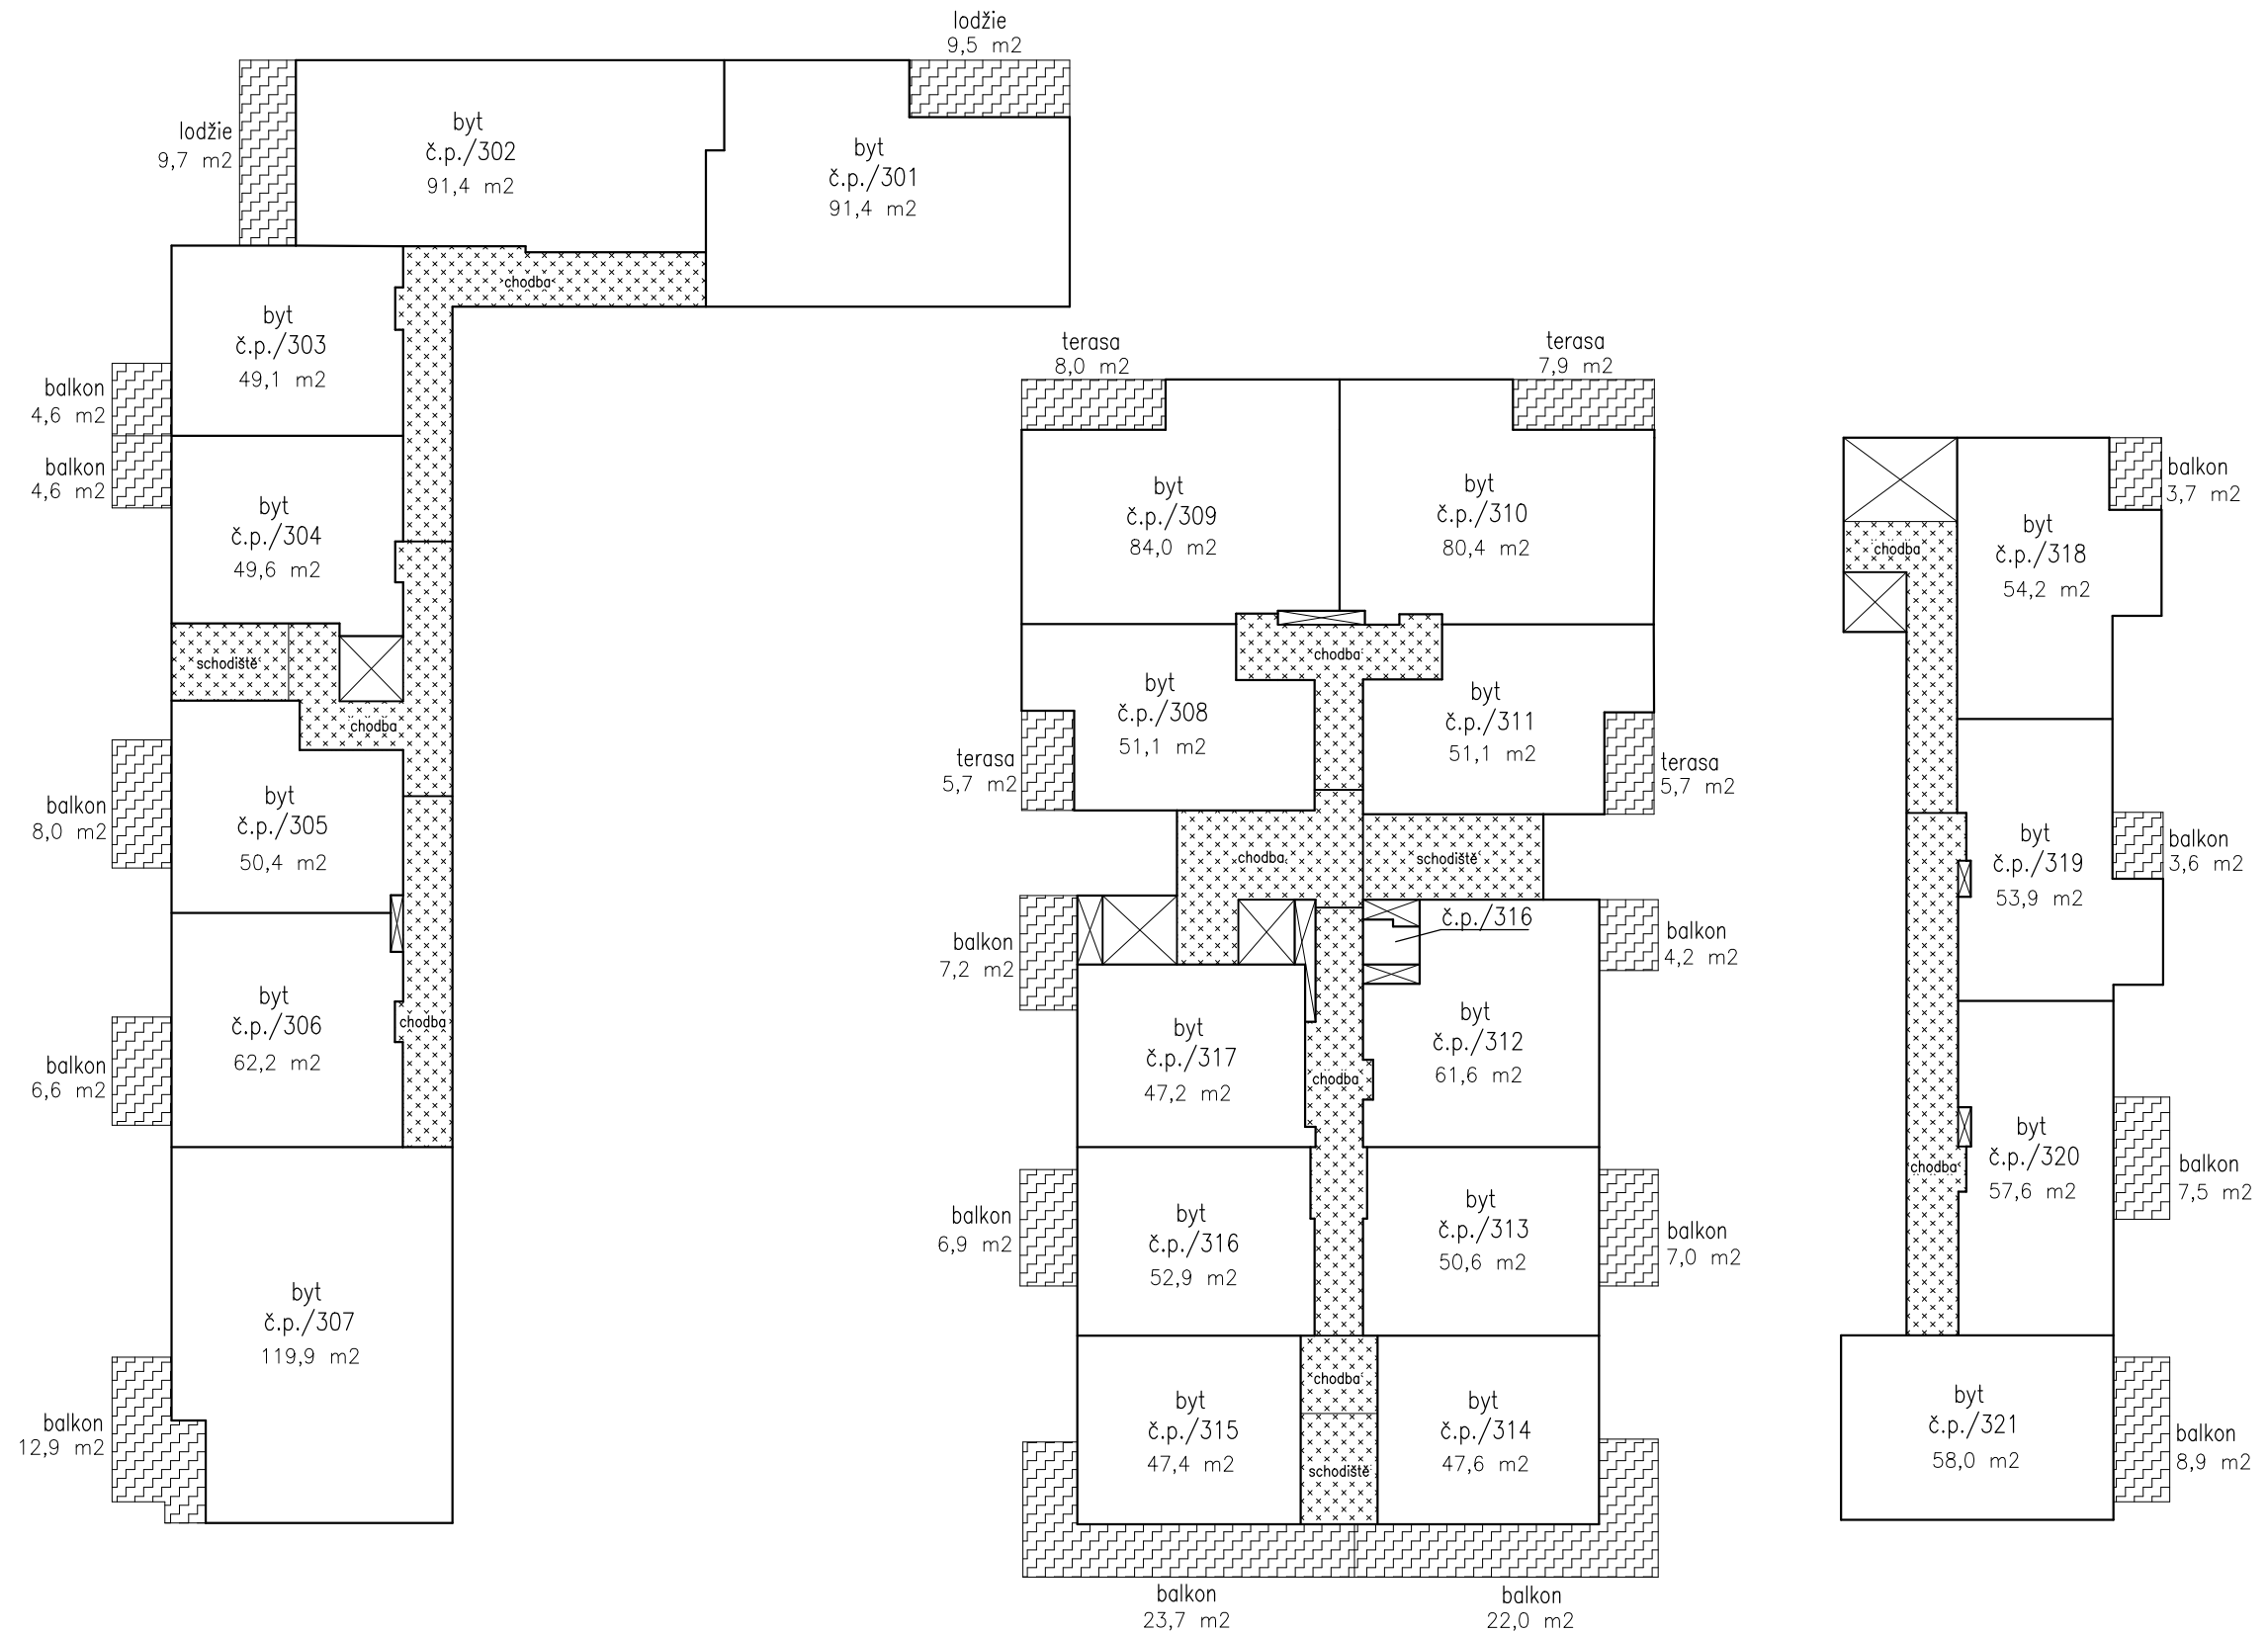 lodžie
9,5 m2
lodžie
9,7 m2
byt
č.p./302
91,4 m2
byt
č.p./301
91,4 m2
chodba
byt
č.p./303
49,1 m2
balkon
4,6 m2
balkon
4,6 m2
byt
č.p./304
49,6 m2
schodiště
chodba
byt
č.p./305
50,4 m2
balkon
8,0 m2
byt
č.p./306
62,2 m2
chodba
balkon
6,6 m2
byt
č.p./307
119,9 m2
balkon
12,9 m2
terasa
8,0 m2
terasa
7,9 m2
byt
č.p./309
84,0 m2
byt
č.p./310
80,4 m2
chodba
byt
č.p./308
51,1 m2
byt
č.p./311
51,1 m2
terasa
5,7 m2
terasa
5,7 m2
chodba
schodiště
č.p./316
balkon
7,2 m2
balkon
4,2 m2
byt
č.p./317
47,2 m2
chodba
byt
č.p./312
61,6 m2
balkon
6,9 m2
byt
č.p./316
52,9 m2
byt
č.p./313
50,6 m2
balkon
7,0 m2
chodba
byt
č.p./315
47,4 m2
schodiště
byt
č.p./314
47,6 m2
balkon
23,7 m2
balkon
22,0 m2
balkon
3,7 m2
chodba
byt
č.p./318
54,2 m2
byt
č.p./319
53,9 m2
balkon
3,6 m2
byt
č.p./320
57,6 m2
chodba
balkon
7,5 m2
byt
č.p./321
58,0 m2
balkon
8,9 m2